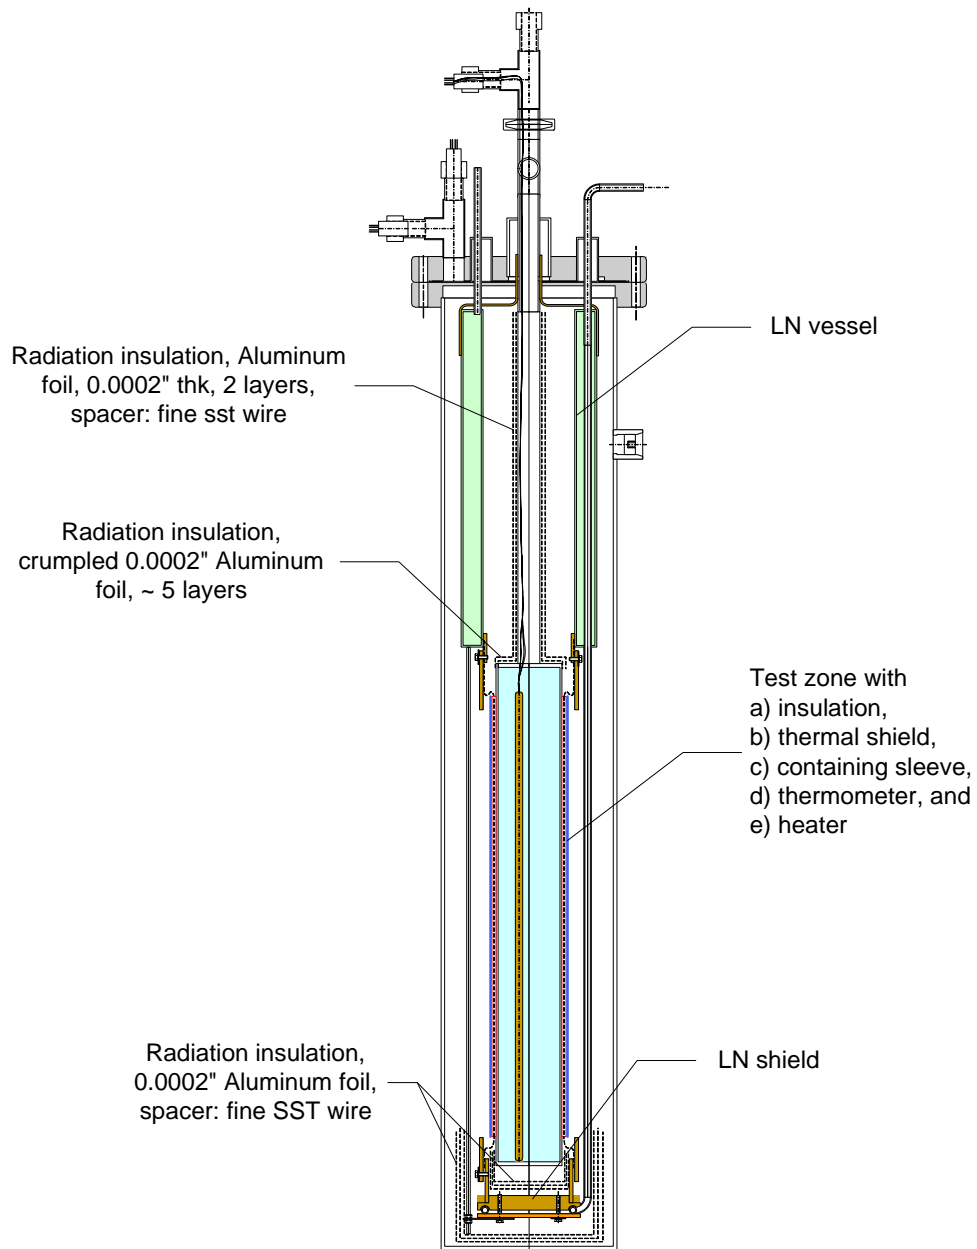 LN vessel
Radiation insulation, Aluminum
foil, 0.0002" thk, 2 layers,
spacer: fine sst wire
Radiation insulation,
crumpled 0.0002" Aluminum
foil, ~ 5 layers
Test zone with
a) insulation,
b) thermal shield,
c) containing sleeve,
d) thermometer, and
e) heater
Radiation insulation,
0.0002" Aluminum foil,
spacer: fine SST wire
LN shield